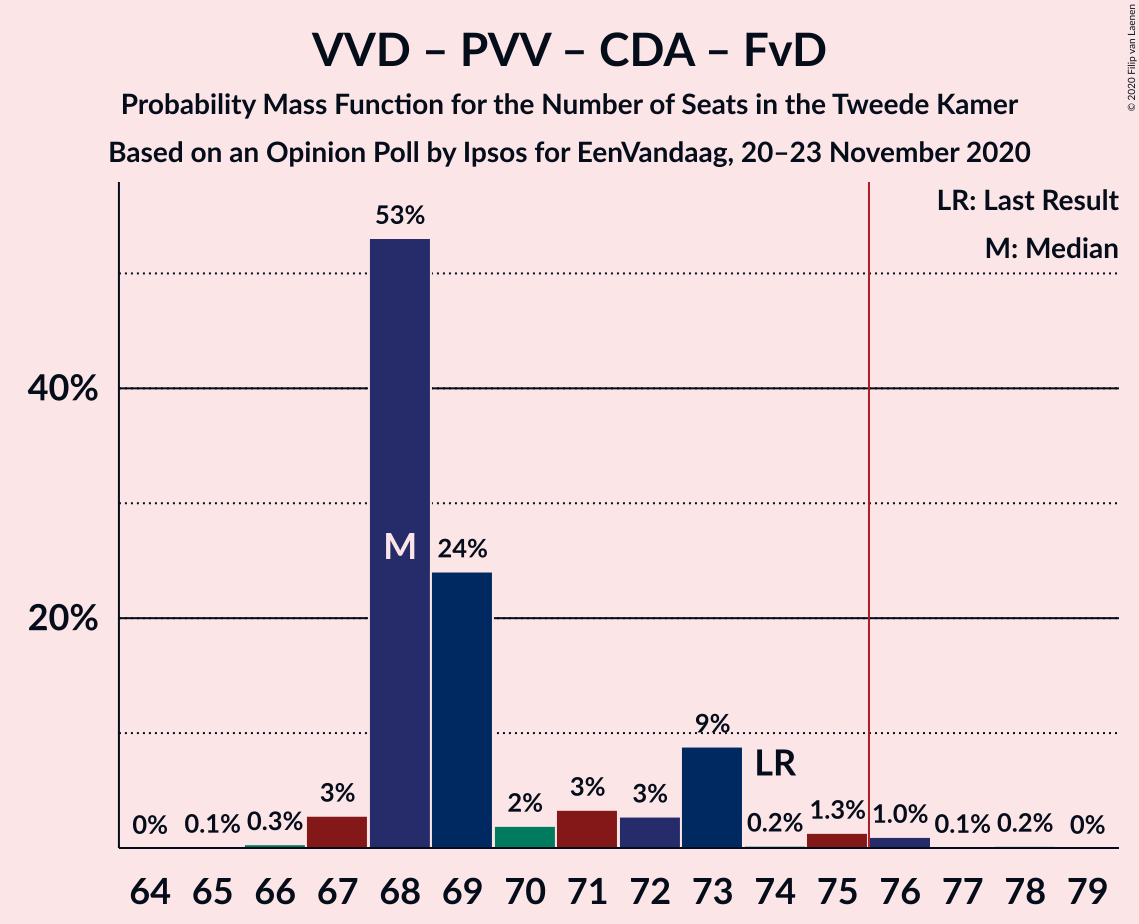 VVD – PVV – CDA – FvD
Probability Mass Function for the Number of Seats in the Tweede Kamer
Based on an Opinion Poll by Ipsos for EenVandaag, 20–23 November 2020
© 2020 Filip van Laenen
LR: Last Result
M: Median
40%
20%
0% 0.1% 0.3% 3% 53% 24% 2% 3% 3% 9% 0.2% 1.3% 1.0% 0.1% 0.2% 0%
M
LR
64 65 66 67 68 69 70 71 72 73 74 75 76 77 78 79